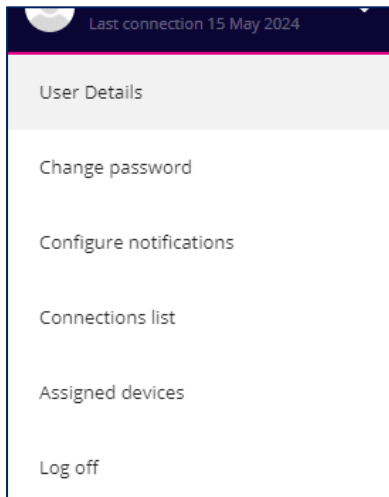 Last connection 15 May 2024
User Details
Change password
Configure notifications
Connections list
Assigned devices
Log off